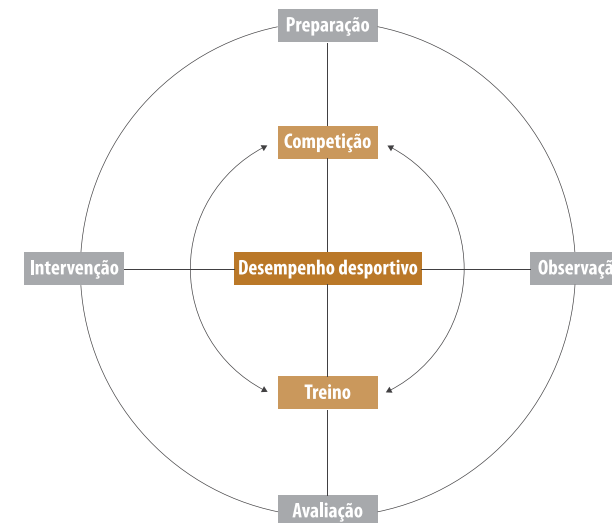 Preparação
Competição
Intervenção
Desempenho desportivo
Observaçã
Treino
Avaliação